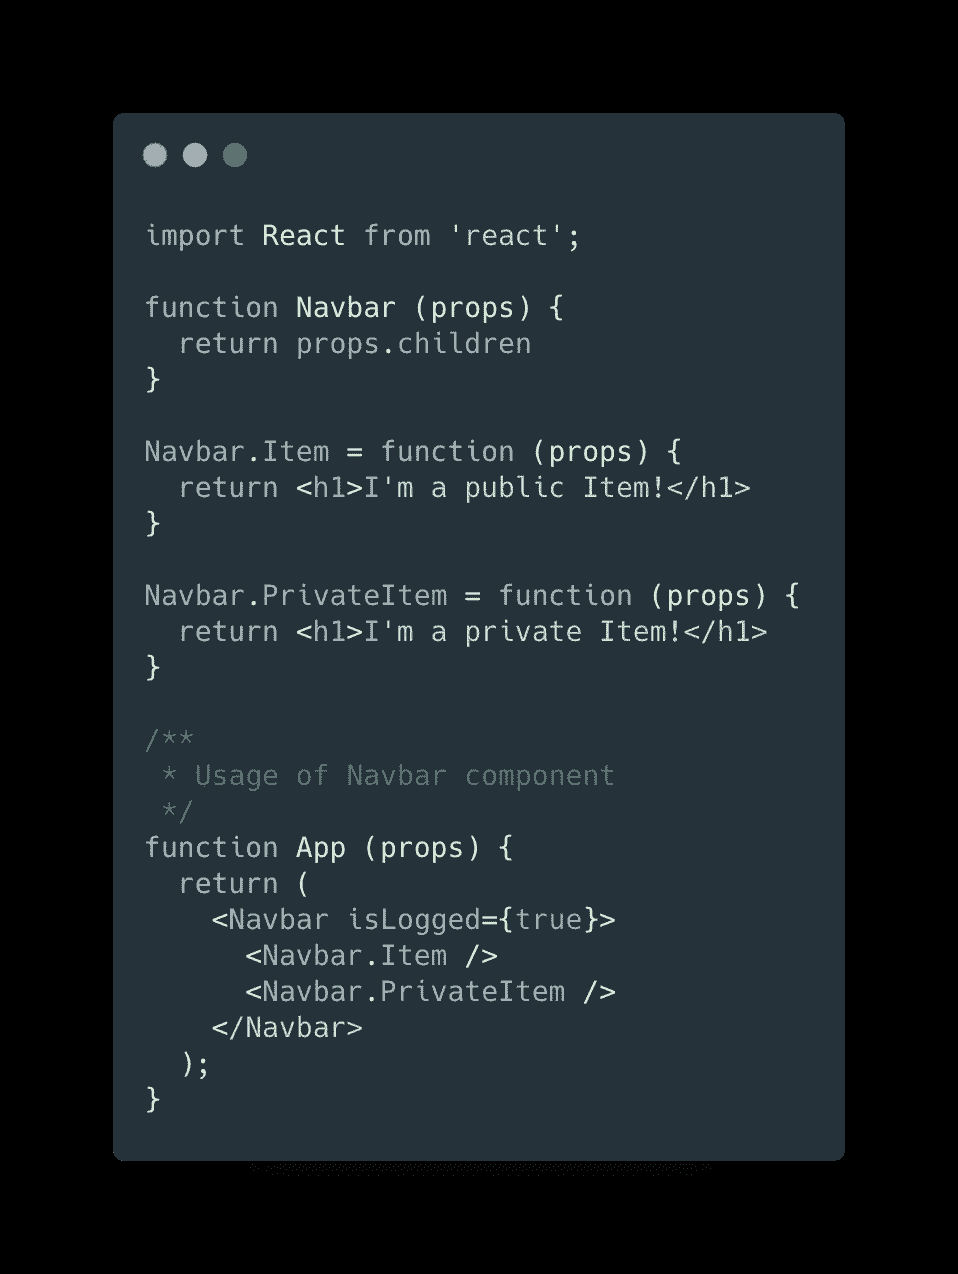 import React from 'react';

function Navbar (props) {
  return props.children
}

Navbar.Item = function (props) {
  return <h1>I'm a public Item!</h1>
}

Navbar.PrivateItem = function (props) {
  return <h1>I'm a private Item!</h1>
}

/**
 * Usage of Navbar component
 */
function App (props) {
  return (
    <Navbar isLogged={true}>
      <Navbar.Item />
      <Navbar.PrivateItem />
    </Navbar>
  );
}